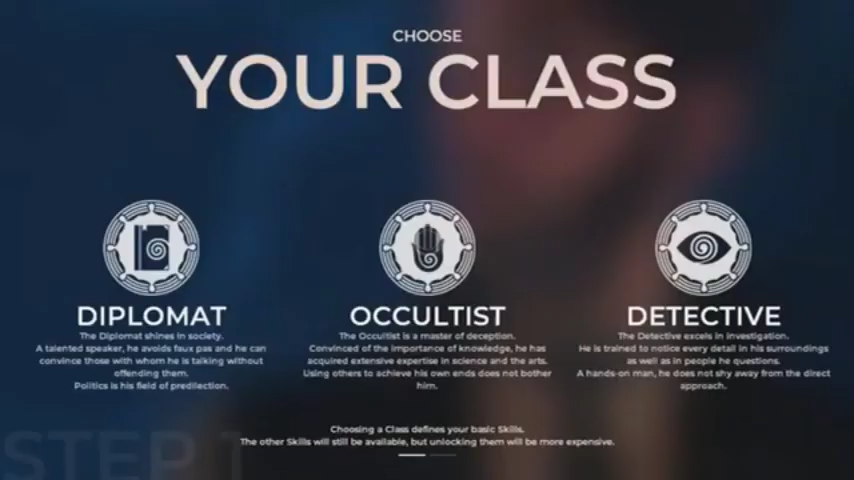 CHOOSE
YOUR CLASS
DIPLOMAT
The Diplomat shines in society.
A talented speaker, he avoids faux pas and he can
convince those with whom he is talking without
offending them.
Politics is his field of predilection.
OCCULTIST
The Occultist is a master of deception.
Convinced of the importance of knowledge, he has
acquired extensive expertise in science and the arts.
Using others to achieve his own ends does not bother
him.
DETECTIVE
The Detective excels in investigation.
He is trained to notice every detail in his surroundings
as well as in people he questions.
A hands-on man, he does not shy away from the direct
approach.
Choosing a Class defines your basic Skills.
The other Skills will still be available, but unlocking them will be more expensive.
STEP 1